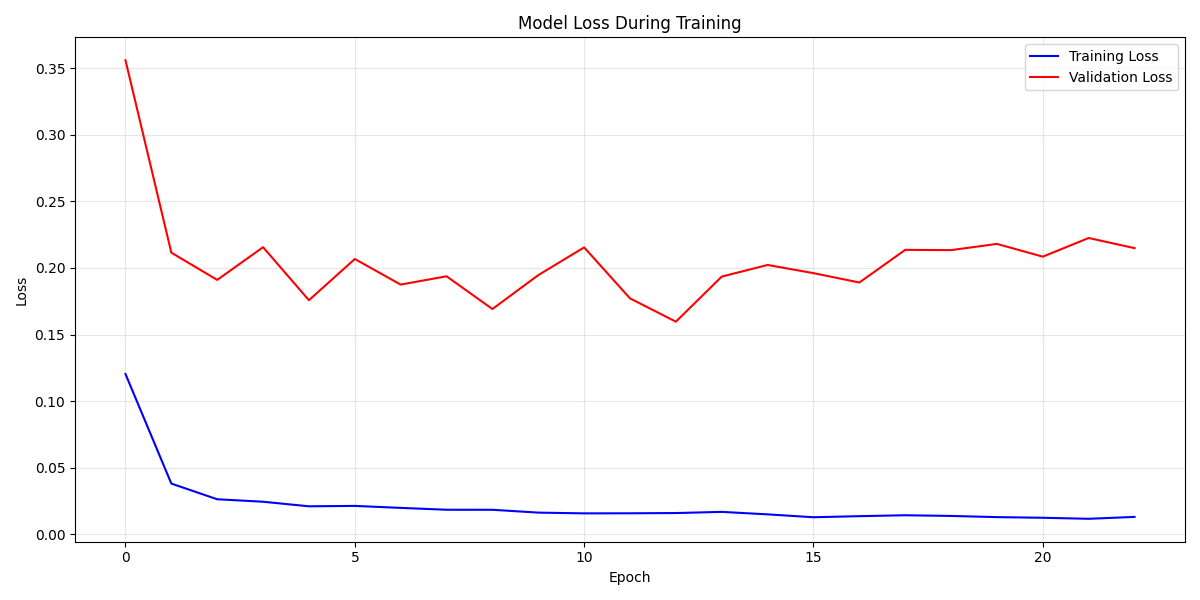 Model Loss During Training
Training Loss
Validation Loss
0.35
0.30
0.25
0.20
0.15
0.10
0.05
0.00
Loss
0 5 10 15 20
Epoch